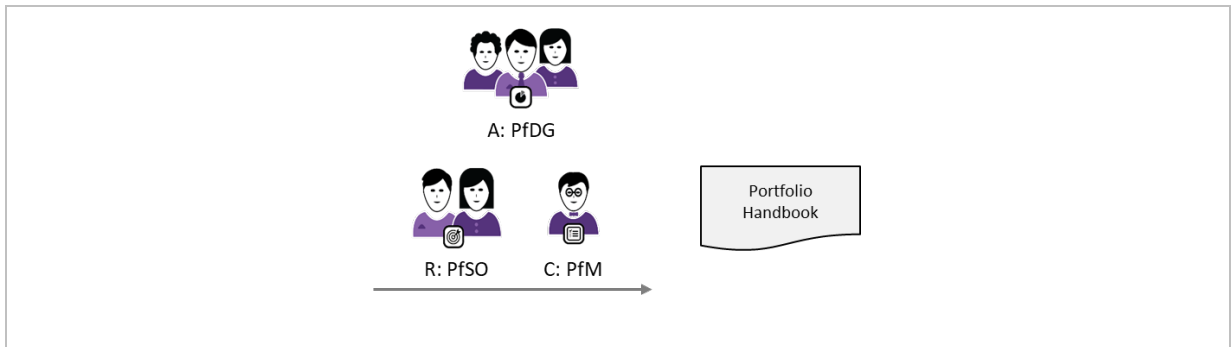 A: PfDG
R: PfSO
C: PfM
Portfolio
Handbook